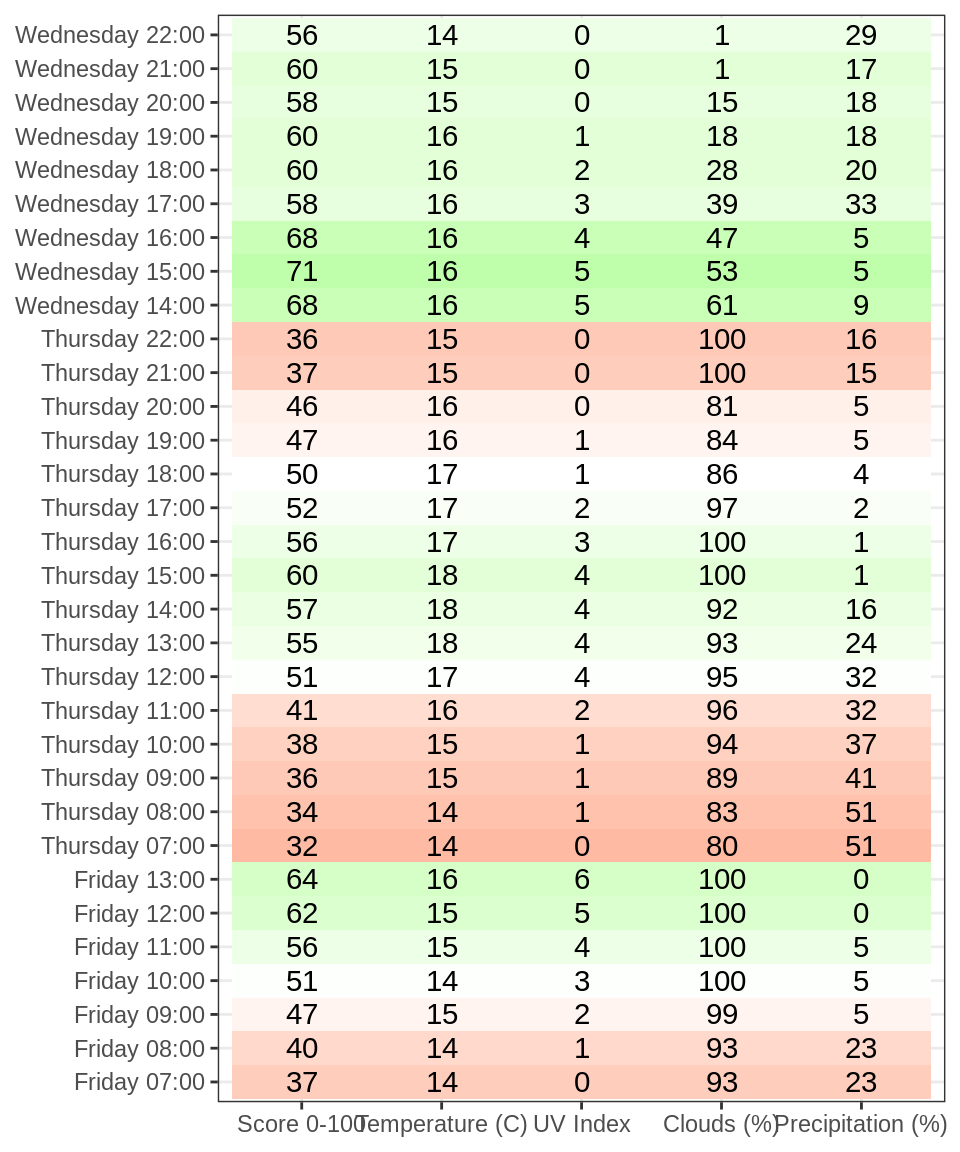 Wednesday 22:00 56 14 0 1 29
Wednesday 21:00 60 15 0 1 17
Wednesday 20:00 58 15 0 15 18
Wednesday 19:00 60 16 1 18 18
Wednesday 18:00 60 16 2 28 20
Wednesday 17:00 58 16 3 39 33
Wednesday 16:00 68 16 4 47 5
Wednesday 15:00 71 16 5 53 5
Wednesday 14:00 68 16 5 61 9
Thursday 22:00 36 15 0 100 16
Thursday 21:00 37 15 0 100 15
Thursday 20:00 46 16 0 81 5
Thursday 19:00 47 16 1 84 5
Thursday 18:00 50 17 1 86 4
Thursday 17:00 52 17 2 97 2
Thursday 16:00 56 17 3 100 1
Thursday 15:00 60 18 4 100 1
Thursday 14:00 57 18 4 92 16
Thursday 13:00 55 18 4 93 24
Thursday 12:00 51 17 4 95 32
Thursday 11:00 41 16 2 96 32
Thursday 10:00 38 15 1 94 37
Thursday 09:00 36 15 1 89 41
Thursday 08:00 34 14 1 83 51
Thursday 07:00 32 14 0 80 51
Friday 13:00 64 16 6 100 0
Friday 12:00 62 15 5 100 0
Friday 11:00 56 15 4 100 5
Friday 10:00 51 14 3 100 5
Friday 09:00 47 15 2 99 5
Friday 08:00 40 14 1 93 23
Friday 07:00 37 14 0 93 23
Score 0-100 Temperature (C) UV Index Clouds (%) Precipitation (%)